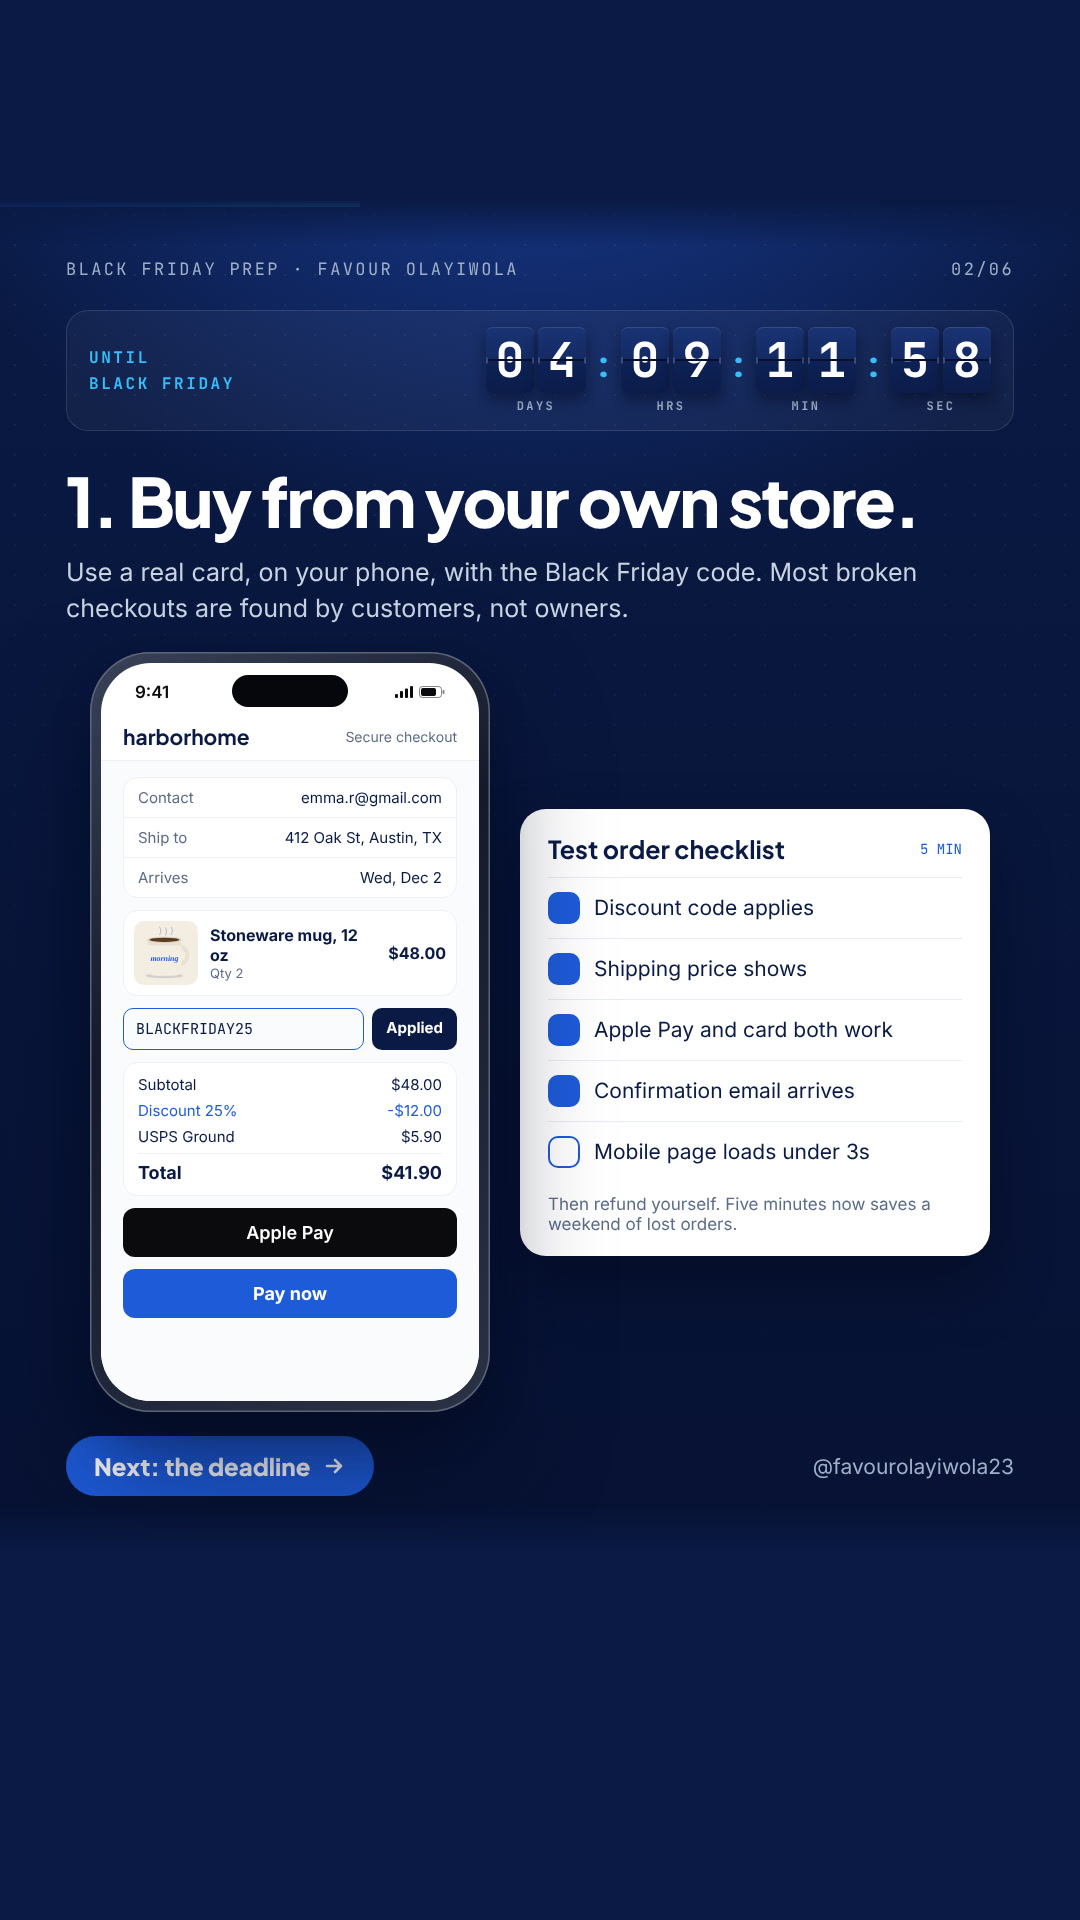 BLACK FRIDAY PREP · FAVOUR OLAYIWOLA
02/06
UNTIL
BLACK FRIDAY
04 : 09 : 11 : 58
DAYS HRS MIN SEC
1. Buy from your own store.
Use a real card, on your phone, with the Black Friday code. Most broken
checkouts are found by customers, not owners.
9:41
harborhome
Secure checkout
Contact emma.r@gmail.com
Ship to 412 Oak St, Austin, TX
Arrives Wed, Dec 2
morning
Stoneware mug, 12
oz
Qty 2
$48.00
BLACKFRIDAY25
Applied
Subtotal $48.00
Discount 25% -$12.00
USPS Ground $5.90
Total $41.90
Apple Pay
Pay now
Test order checklist
5 MIN
Discount code applies
Shipping price shows
Apple Pay and card both work
Confirmation email arrives
Mobile page loads under 3s
Then refund yourself. Five minutes now saves a
weekend of lost orders.
Next: the deadline →
@favourolayiwola23